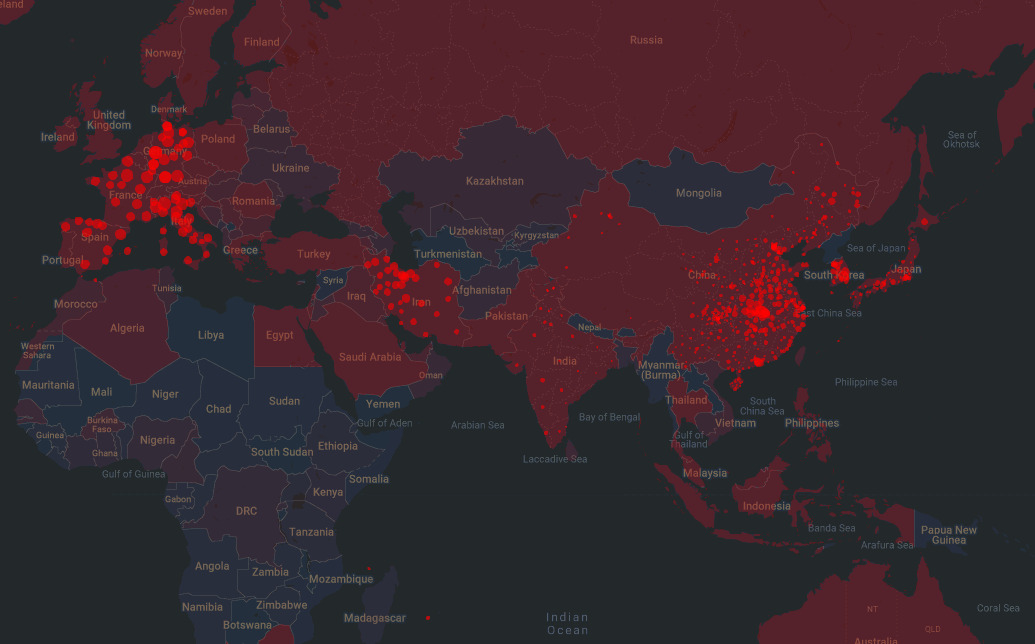 eland
Sweden
Finland
Norway
Russia
Denmark
United
Kingdom
Ireland
Belarus
Poland
Germany
Sea of
Okhotsk
Ukraine
Austria
Kazakhstan
Mongolia
France
Romania
Italy
Uzbekistan
Kyrgyzstan
Spain
Greece
Turkey
Turkmenistan
Sea of Japan
Portugal
China
South Korea
Japan
Syria
Tunisia
Iraq
Iran
Afghanistan
Morocco
Pakistan
East China Sea
Algeria
Libya
Egypt
Nepal
Western
Sahara
Saudi Arabia
India
Oman
Myanmar
(Burma)
Philippine Sea
Mauritania
Mali
Niger
Chad
Sudan
Yemen
Thailand
South
China Sea
Burkina
Faso
Gulf of Aden
Arabian Sea
Bay of Bengal
Vietnam
Philippines
Guinea
Nigeria
Ethiopia
Gulf of
Thailand
Ghana
South Sudan
Laccadive Sea
Gulf of Guinea
Somalia
Malaysia
Gabon
Kenya
DRC
Indonesia
Tanzania
Banda Sea
Papua New
Guinea
Arafura Sea
Angola
Zambia
Mozambique
Namibia
Zimbabwe
Madagascar
Botswana
Indian
Ocean
NT
Coral Sea
QLD
Australia